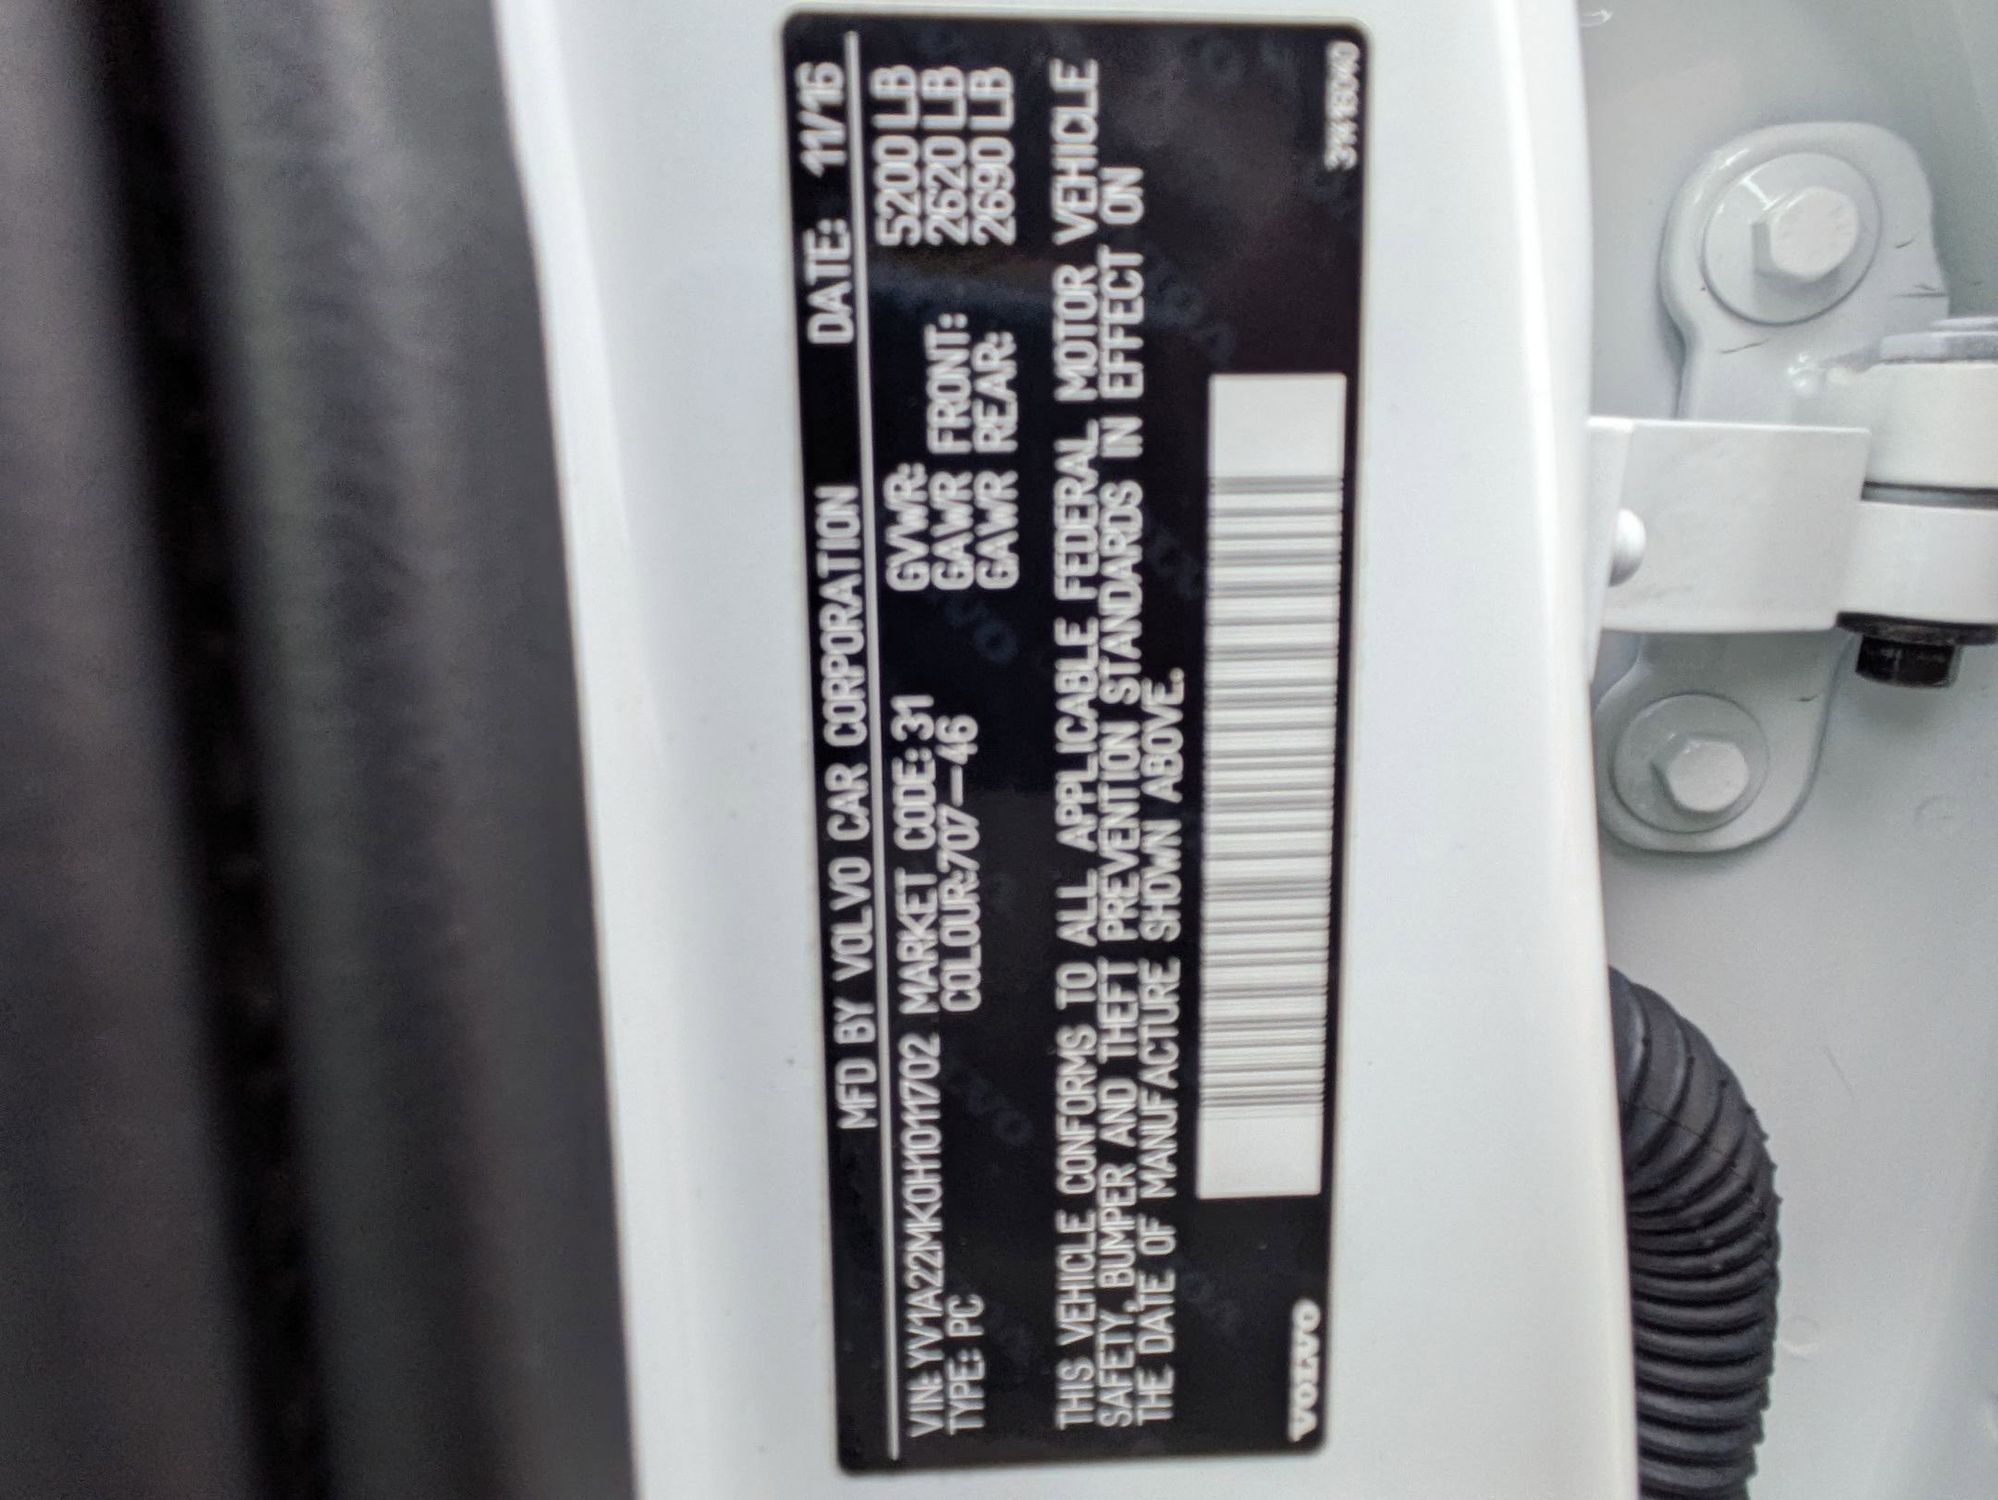 MFD BY VOLVO CAR CORPORATION DATE: 11/16
VIN: YV1A22MK0H1011702 MARKET CODE: 31 GVWR: 5200 LB
TYPE: PC COLOUR:707-46 GAWR FRONT: 2620 LB
GAWR REAR: 2690 LB
THIS VEHICLE CONFORMS TO ALL APPLICABLE FEDERAL MOTOR VEHICLE
SAFETY, BUMPER AND THEFT PREVENTION STANDARDS IN EFFECT ON
THE DATE OF MANUFACTURE SHOWN ABOVE.
VOLVO 31418040